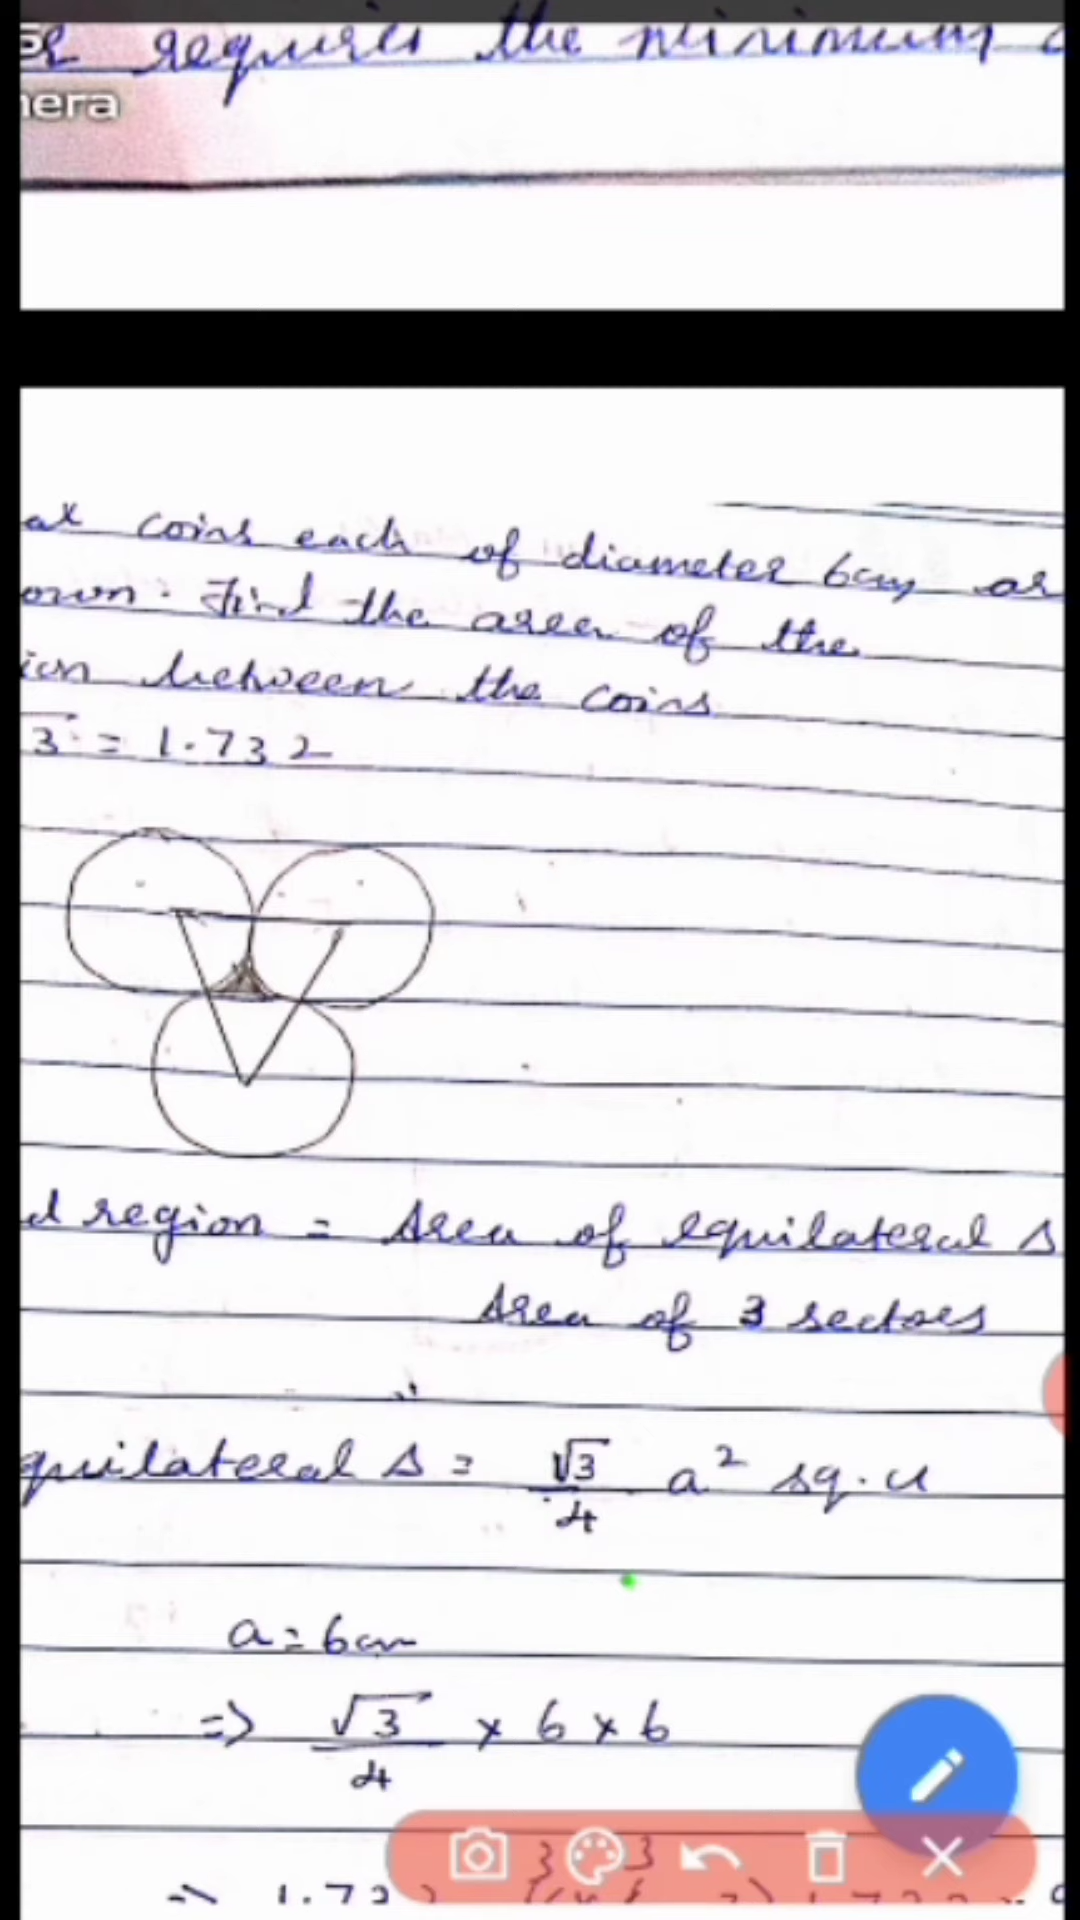 requires the minimum
era
coins each of diameter 6cm
own. Find the area of the
ion between the coins
3 = 1.732
d region = Area of equilateral Δ
Area of 3 sectors
quilateral Δ = √3/4 a² sq.u
a = 6cm
=> √3/4 × 6 × 6